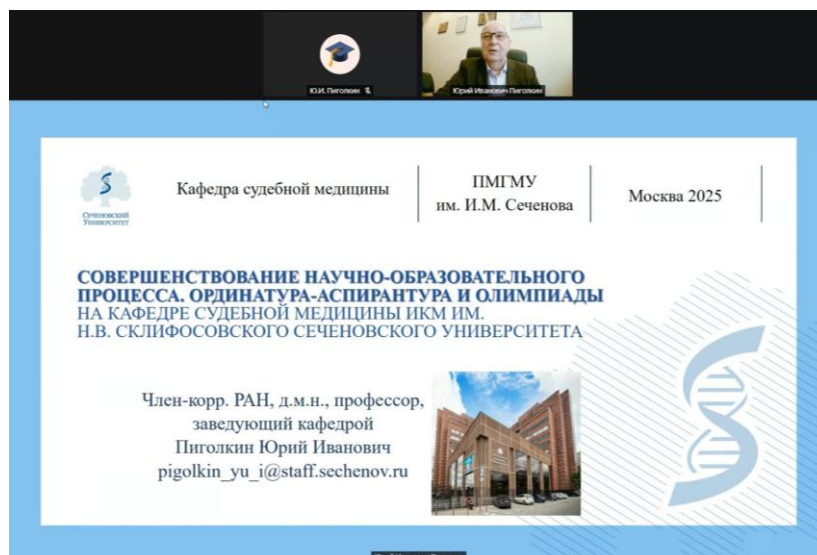 Ю.И. Пиголкин
Юрий Иванович Пиголкин
Сеченовский
Университет
Кафедра судебной медицины
ПМГМУ
им. И.М. Сеченова
Москва 2025
СОВЕРШЕНСТВОВАНИЕ НАУЧНО-ОБРАЗОВАТЕЛЬНОГО
ПРОЦЕССА. ОРДИНАТУРА-АСПИРАНТУРА И ОЛИМПИАДЫ
НА КАФЕДРЕ СУДЕБНОЙ МЕДИЦИНЫ ИКМ ИМ.
Н.В. СКЛИФОСОВСКОГО СЕЧЕНОВСКОГО УНИВЕРСИТЕТА
Член-корр. РАН, д.м.н., профессор,
заведующий кафедрой
Пиголкин Юрий Иванович
pigolkin_yu_i@staff.sechenov.ru